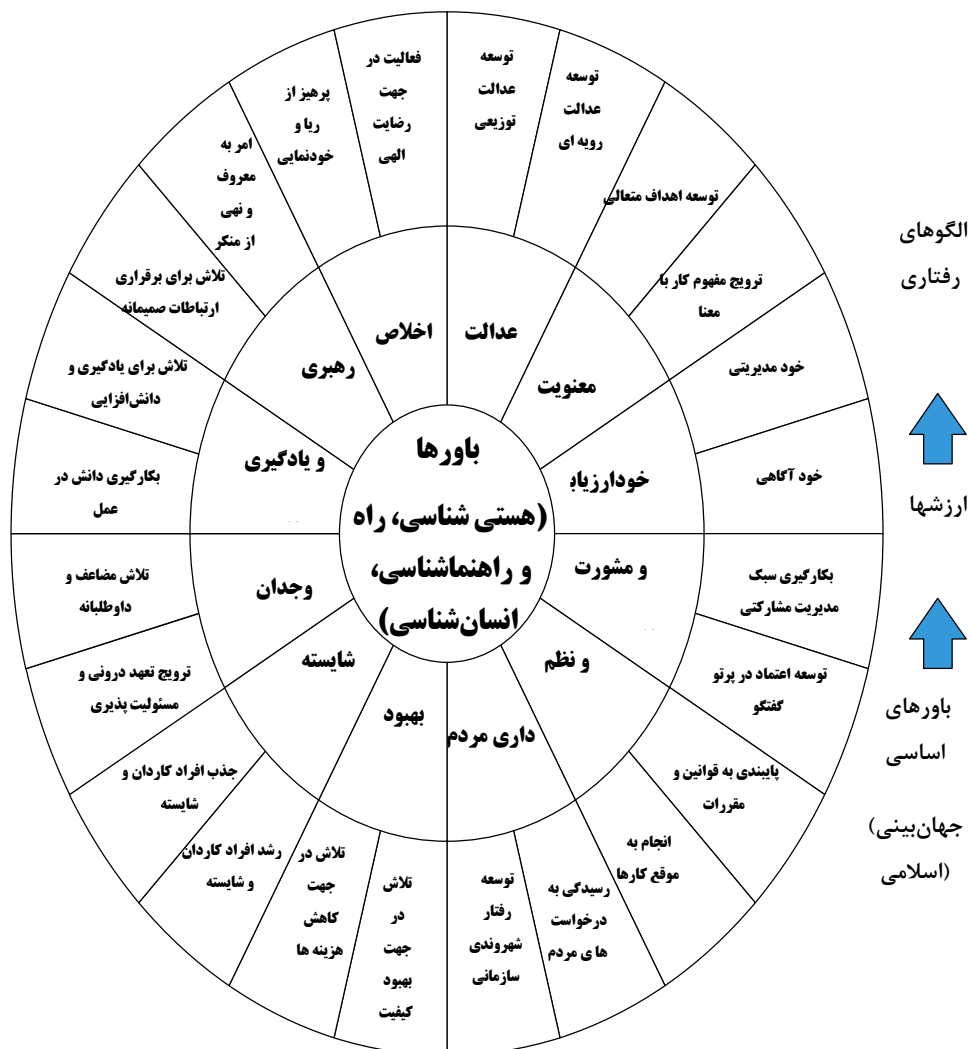 توسعه
عدالت
توزیعی
توسعه
عدالت
رویه ای
توسعه اهداف متعالی
ترویج مفهوم کار با
معنا
خود مدیریتی
خود آگاهی
بکارگیری سبک
مدیریت مشارکتی
توسعه اعتماد در پرتو
گفتگو
پایبندی به قوانین و
مقررات
انجام به
موقع کارها
رسیدگی به
درخواست
ها ی مردم
توسعه
رفتار
شهروندی
سازمانی
تلاش
در
جهت
بهبود
کیفیت
تلاش در
جهت
کاهش
هزینه ها
رشد افراد کاردان
و شایسته
جذب افراد کاردان و
شایسته
ترویج تعهد درونی و
مسئولیت پذیری
تلاش مضاعف و
داوطلبانه
بکارگیری دانش در
عمل
تلاش برای یادگیری و
دانش‌افزایی
تلاش برای برقراری
ارتباطات صمیمانه
امر به
معروف
و نهی
از منکر
پرهیز از
ریا و
خودنمایی
فعالیت در
جهت
رضایت
الهی
عدالت
معنویت
خودارزیاب
و مشورت
و نظم
داری مردم
بهبود
شایسته
وجدان
و یادگیری
رهبری
اخلاص
باورها
(هستی شناسی، راه
و راهنماشناسی،
انسان‌شناسی)
الگوهای
رفتاری
ارزشها
باورهای
اساسی
جهان‌بینی)
(اسلامی